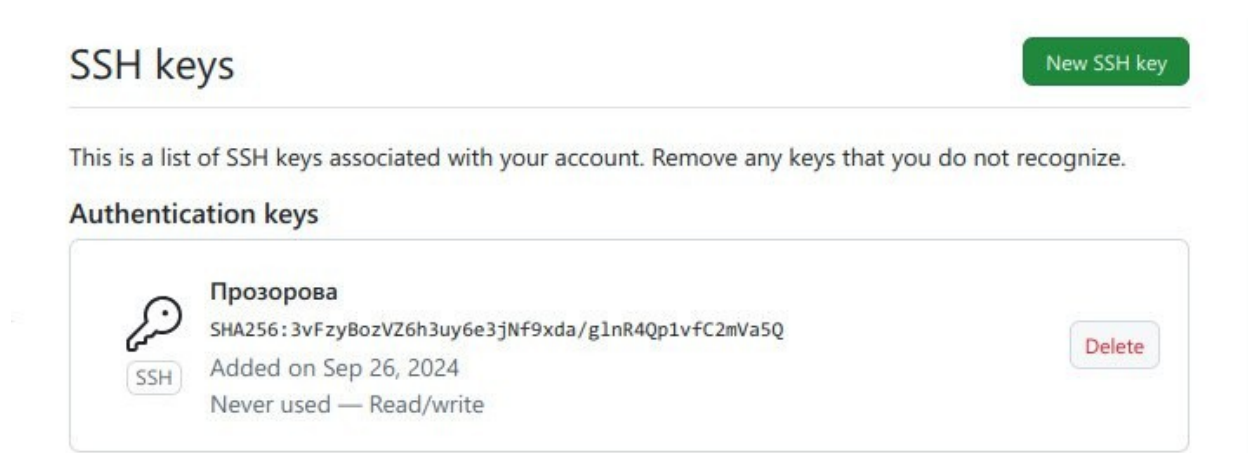 SSH keys
New SSH key
This is a list of SSH keys associated with your account. Remove any keys that you do not recognize.
Authentication keys
Прозорова
SHA256:3vFzyBozVZ6h3uy6e3jNf9xda/glnR4Qp1vfC2mVa5Q
Added on Sep 26, 2024
Never used — Read/write
SSH
Delete